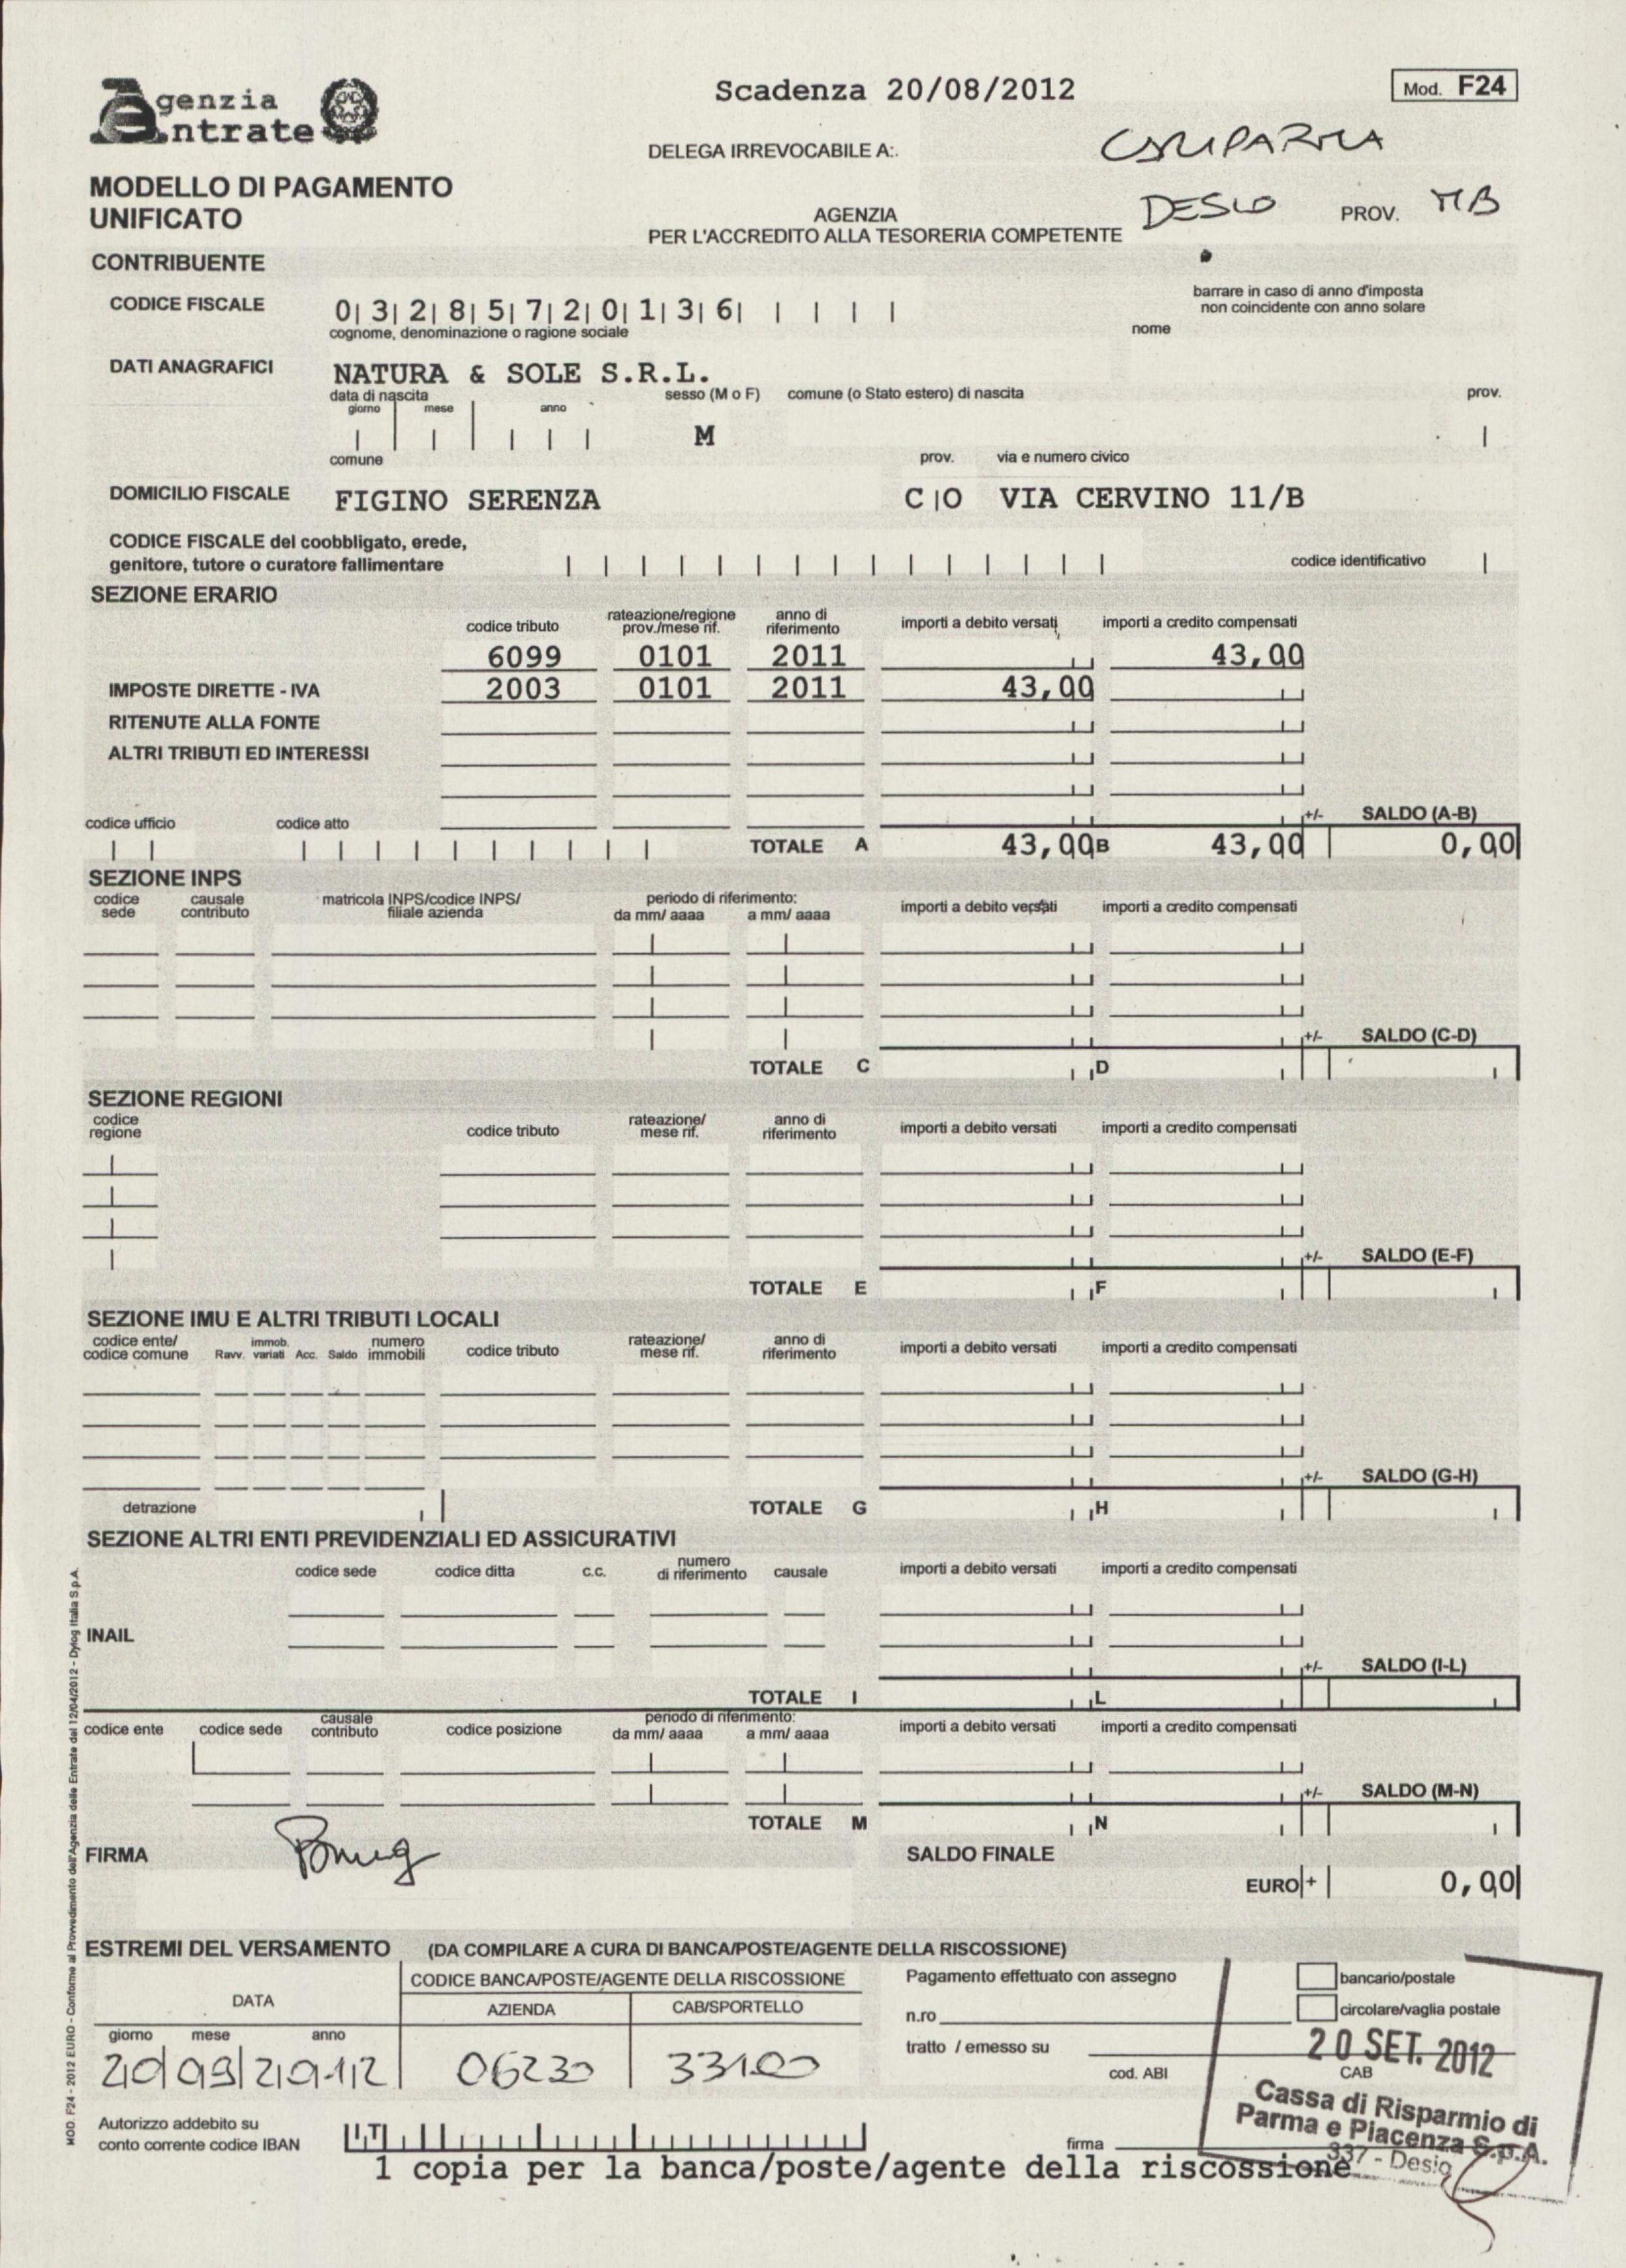 Agenzia
Entrate
Scadenza 20/08/2012
Mod. F24
DELEGA IRREVOCABILE A:.
CARIPARMA
MODELLO DI PAGAMENTO
UNIFICATO
AGENZIA
DESIO PROV. MB
PER L'ACCREDITO ALLA TESORERIA COMPETENTE
CONTRIBUENTE
barrare in caso di anno d'imposta
non coincidente con anno solare
CODICE FISCALE 0|3|2|8|5|7|2|0|1|3|6| | | | |
cognome, denominazione o ragione sociale nome
DATI ANAGRAFICI NATURA & SOLE S.R.L.
data di nascita sesso (M o F) comune (o Stato estero) di nascita prov.
giorno mese anno
M
comune prov. via e numero civico
DOMICILIO FISCALE FIGINO SERENZA C|O VIA CERVINO 11/B
CODICE FISCALE del coobbligato, erede,
genitore, tutore o curatore fallimentare codice identificativo
SEZIONE ERARIO
codice tributo rateazione/regione prov./mese rif. anno di riferimento importi a debito versati importi a credito compensati
6099 0101 2011 43,00
IMPOSTE DIRETTE - IVA 2003 0101 2011 43,00
RITENUTE ALLA FONTE
ALTRI TRIBUTI ED INTERESSI
codice ufficio codice atto +/- SALDO (A-B)
TOTALE A 43,00 B 43,00 0,00
SEZIONE INPS
codice sede causale contributo matricola INPS/codice INPS/ filiale azienda periodo di riferimento: da mm/ aaaa a mm/ aaaa importi a debito versati importi a credito compensati
+/- SALDO (C-D)
TOTALE C D
SEZIONE REGIONI
codice regione codice tributo rateazione/ mese rif. anno di riferimento importi a debito versati importi a credito compensati
+/- SALDO (E-F)
TOTALE E F
SEZIONE IMU E ALTRI TRIBUTI LOCALI
codice ente/ codice comune Ravv. immob. variati Acc. Saldo numero immobili codice tributo rateazione/ mese rif. anno di riferimento importi a debito versati importi a credito compensati
+/- SALDO (G-H)
detrazione TOTALE G H
SEZIONE ALTRI ENTI PREVIDENZIALI ED ASSICURATIVI
codice sede codice ditta c.c. numero di riferimento causale importi a debito versati importi a credito compensati
INAIL
+/- SALDO (I-L)
TOTALE I L
codice ente codice sede causale contributo codice posizione periodo di riferimento: da mm/ aaaa a mm/ aaaa importi a debito versati importi a credito compensati
+/- SALDO (M-N)
TOTALE M N
FIRMA SALDO FINALE
EURO + 0,00
ESTREMI DEL VERSAMENTO (DA COMPILARE A CURA DI BANCA/POSTE/AGENTE DELLA RISCOSSIONE)
DATA CODICE BANCA/POSTE/AGENTE DELLA RISCOSSIONE
AZIENDA CAB/SPORTELLO
giorno mese anno
20 09 2012 06230 33100
Pagamento effettuato con assegno bancario/postale
circolare/vaglia postale
n.ro
tratto / emesso su
cod. ABI CAB
20 SET. 2012
Cassa di Risparmio di
Parma e Piacenza S.p.A.
337 - Desio
Autorizzo addebito su
conto corrente codice IBAN IT firma
1 copia per la banca/poste/agente della riscossione
MOD. F24 - 2012 EURO - Conforme al Provvedimento dell'Agenzia delle Entrate del 12/04/2012 - Dylog Italia S.p.A.